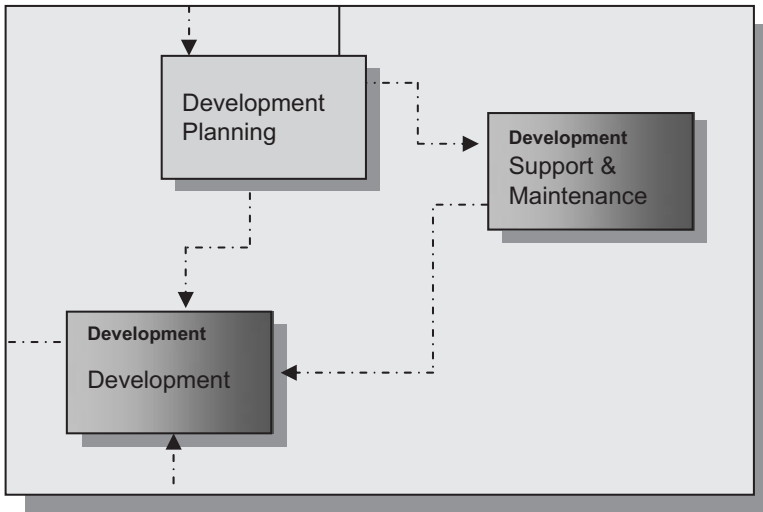 Development
Planning
Development
Support &
Maintenance
Development
Development